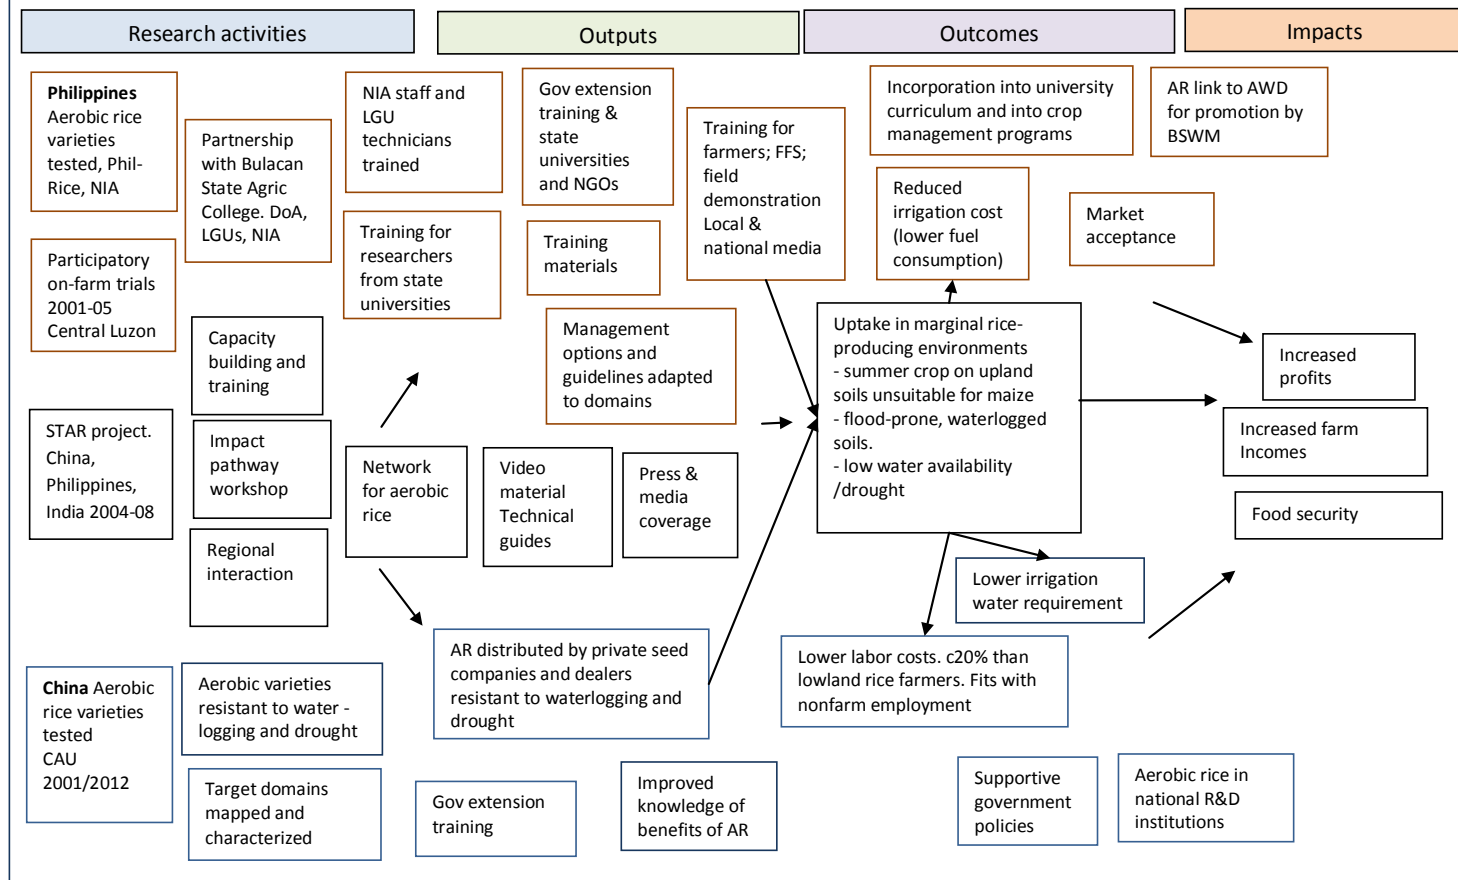 Research activities
Outputs
Outcomes
Impacts
Philippines
Aerobic rice
varieties
tested, Phil-
Rice, NIA
Partnership
with Bulacan
State Agric
College. DoA,
LGUs, NIA
NIA staff and
LGU
technicians
trained
Gov extension
training &
state
universities
and NGOs
Training for
farmers; FFS;
field
demonstration
Local &
national media
Incorporation into university
curriculum and into crop
management programs
AR link to AWD
for promotion by
BSWM
Participatory
on-farm trials
2001-05
Central Luzon
Training for
researchers
from state
universities
Training
materials
Reduced
irrigation cost
(lower fuel
consumption)
Market
acceptance
Capacity
building and
training
Management
options and
guidelines adapted
to domains
Uptake in marginal rice-
producing environments
- summer crop on upland
soils unsuitable for maize
- flood-prone, waterlogged
soils.
- low water availability
/drought
Increased
profits
STAR project.
China,
Philippines,
India 2004-08
Impact
pathway
workshop
Network
for aerobic
rice
Video
material
Technical
guides
Press &
media
coverage
Increased farm
Incomes
Food security
Regional
interaction
Lower irrigation
water requirement
China Aerobic
rice varieties
tested
CAU
2001/2012
Aerobic varieties
resistant to water -
logging and drought
AR distributed by private seed
companies and dealers
resistant to waterlogging and
drought
Lower labor costs. c20% than
lowland rice farmers. Fits with
nonfarm employment
Target domains
mapped and
characterized
Gov extension
training
Improved
knowledge of
benefits of AR
Supportive
government
policies
Aerobic rice in
national R&D
institutions